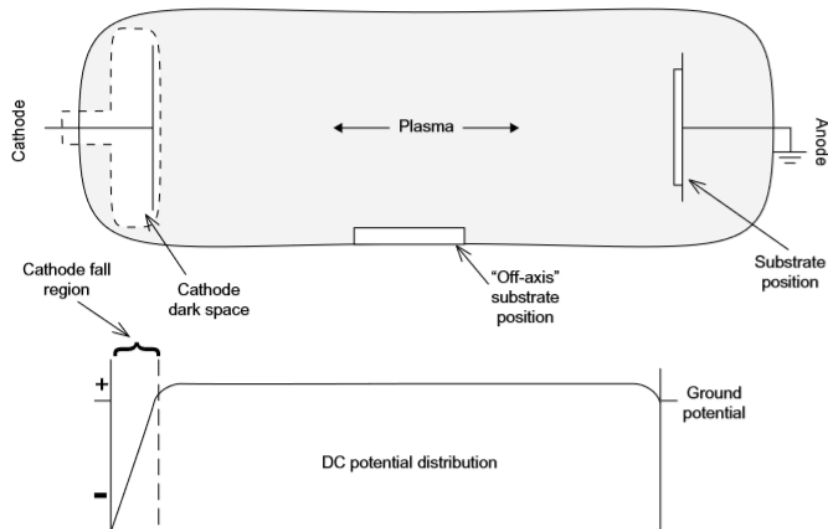 Cathode
Plasma
Anode
Cathode fall
region
Cathode
dark space
"Off-axis"
substrate
position
Substrate
position
+
Ground
potential
DC potential distribution
-